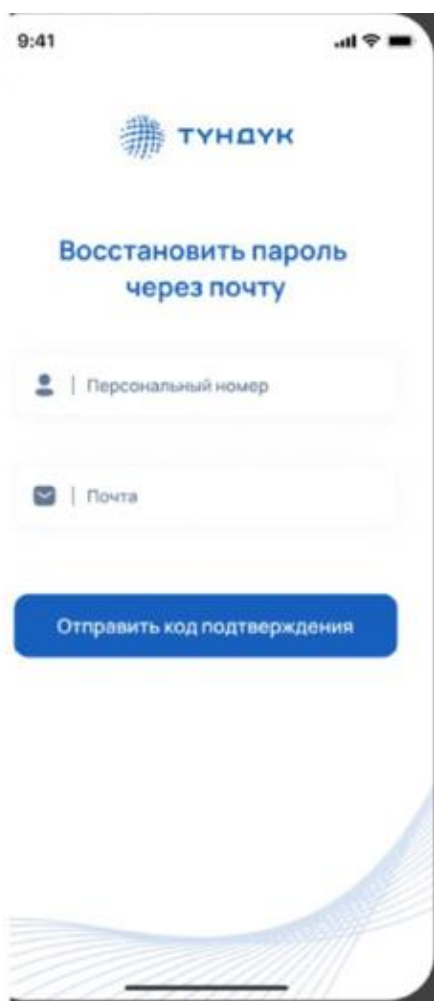 9:41
ТҮНДҮК
Восстановить пароль
через почту
Персональный номер
Почта
Отправить код подтверждения